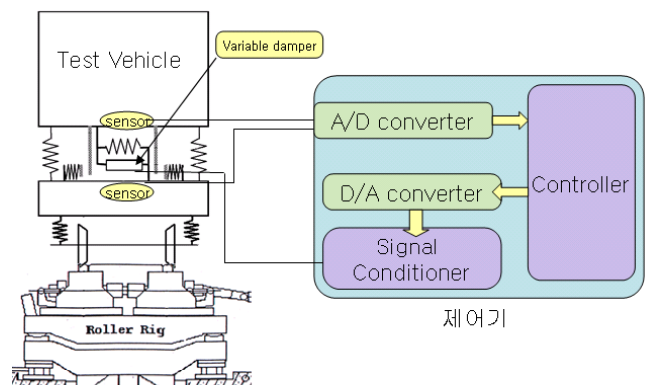 Test Vehicle
Variable damper
sensor
sensor
A/D converter
D/A converter
Controller
Signal
Conditioner
제어기
Roller Rig